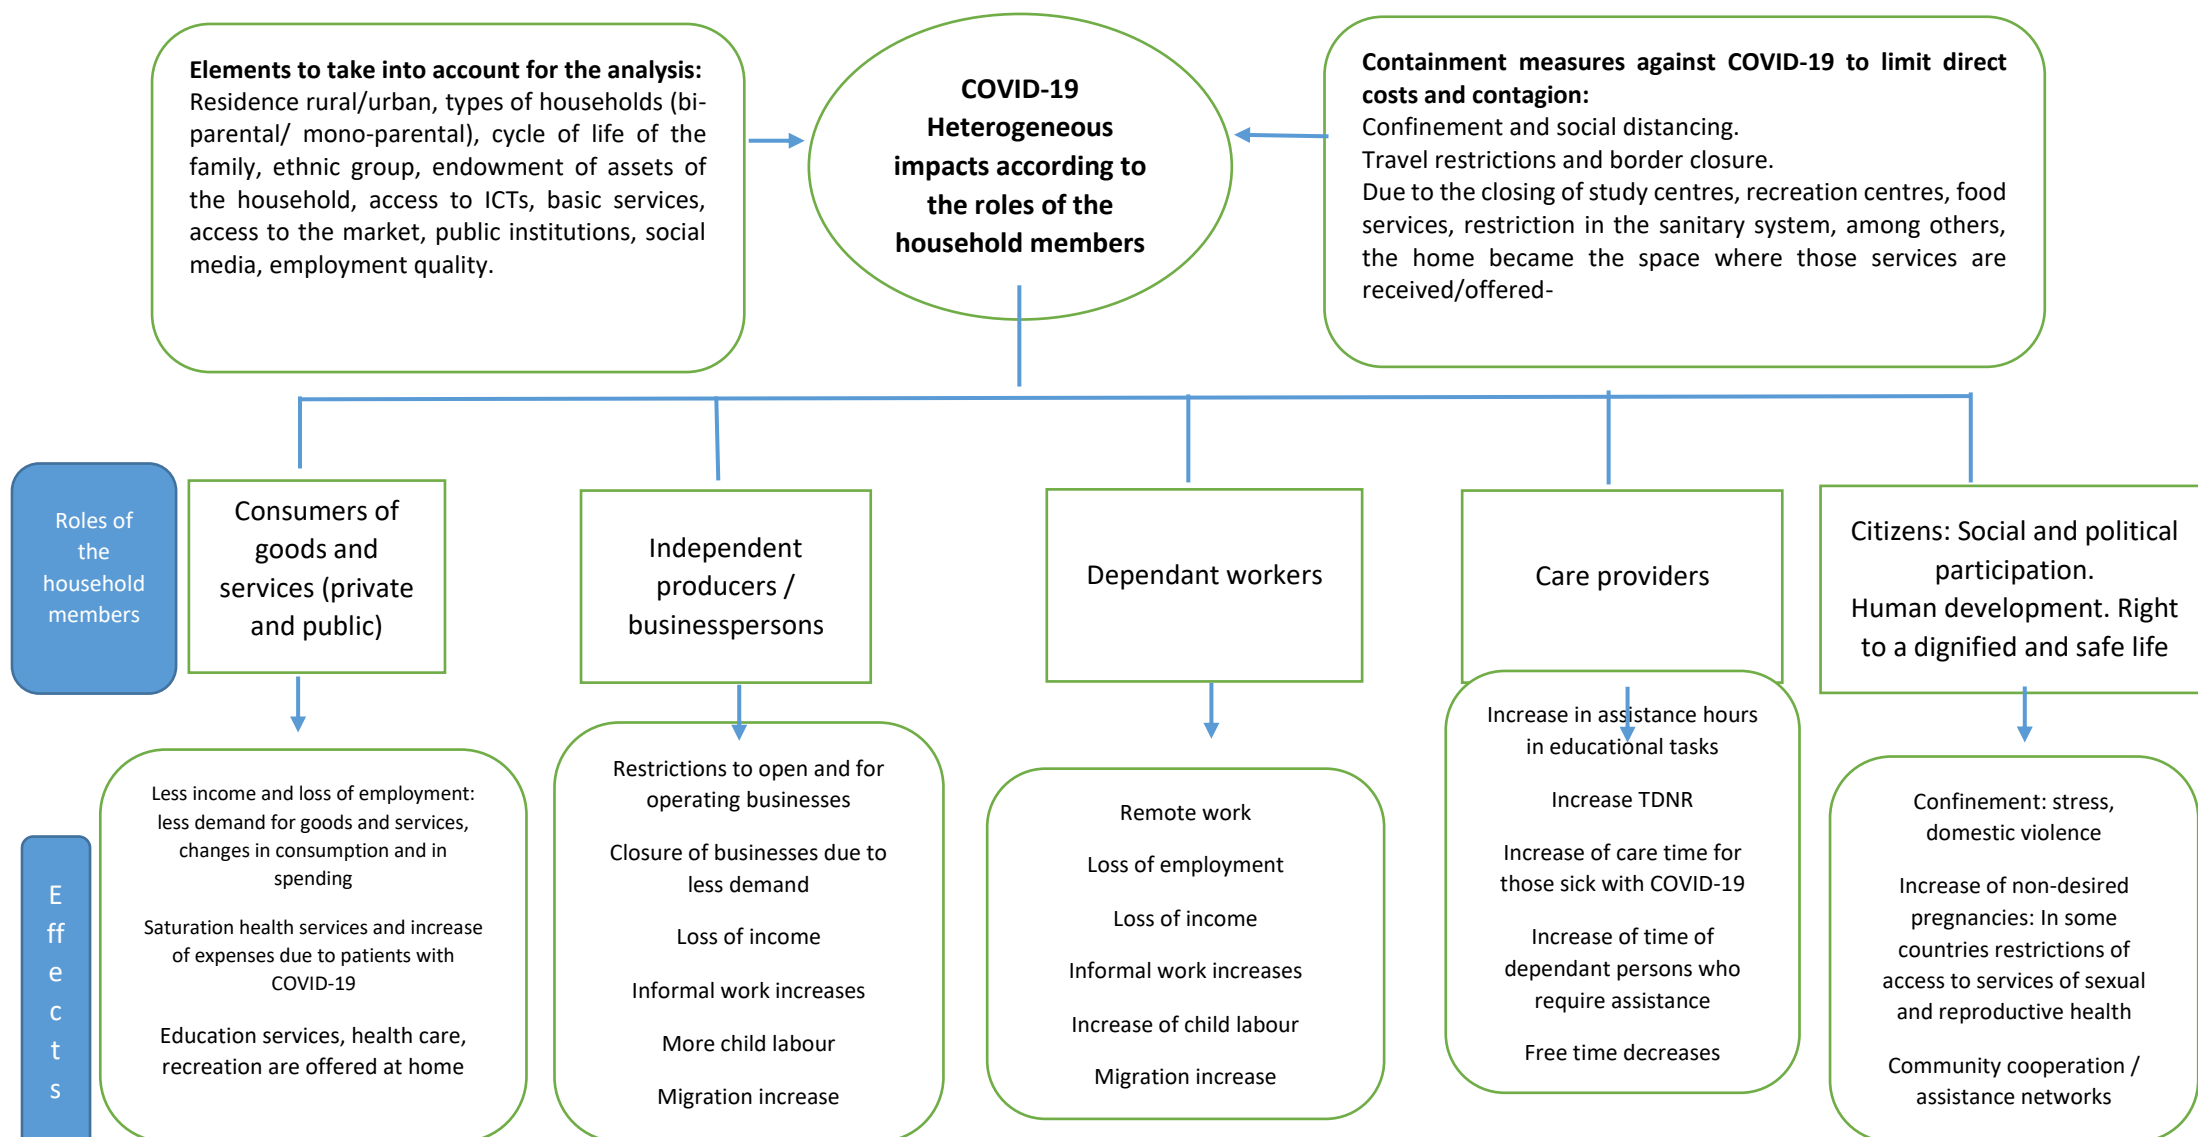 Elements to take into account for the analysis:
Residence rural/urban, types of households (bi-
parental/ mono-parental), cycle of life of the
family, ethnic group, endowment of assets of
the household, access to ICTs, basic services,
access to the market, public institutions, social
media, employment quality.
COVID-19
Heterogeneous
impacts according to
the roles of the
household members
Containment measures against COVID-19 to limit direct
costs and contagion:
Confinement and social distancing.
Travel restrictions and border closure.
Due to the closing of study centres, recreation centres, food
services, restriction in the sanitary system, among others,
the home became the space where those services are
received/offered-
Roles of
the
household
members
Consumers of
goods and
services (private
and public)
Independent
producers /
businesspersons
Dependant workers
Care providers
Citizens: Social and political
participation.
Human development. Right
to a dignified and safe life
E
ff
e
c
t
s
Less income and loss of employment:
less demand for goods and services,
changes in consumption and in
spending
Saturation health services and increase
of expenses due to patients with
COVID-19
Education services, health care,
recreation are offered at home
Restrictions to open and for
operating businesses
Closure of businesses due to
less demand
Loss of income
Informal work increases
More child labour
Migration increase
Remote work
Loss of employment
Loss of income
Informal work increases
Increase of child labour
Migration increase
Increase in assistance hours
in educational tasks
Increase TDNR
Increase of care time for
those sick with COVID-19
Increase of time of
dependant persons who
require assistance
Free time decreases
Confinement: stress,
domestic violence
Increase of non-desired
pregnancies: In some
countries restrictions of
access to services of sexual
and reproductive health
Community cooperation /
assistance networks